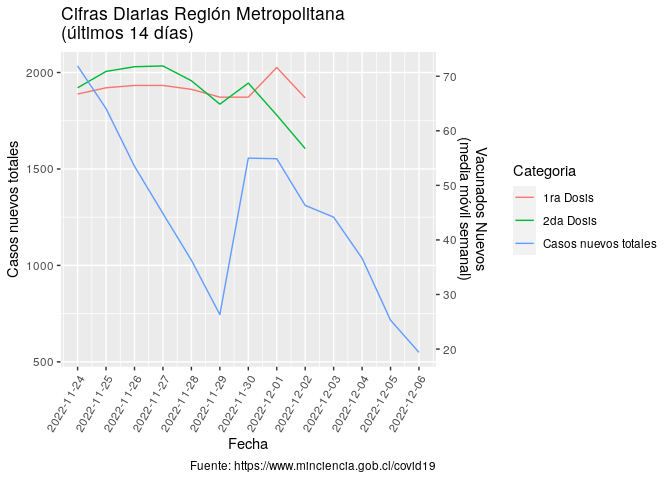 Cifras Diarias Región Metropolitana
(últimos 14 días)
Casos nuevos totales
2000
1500
1000
500
70
60
50
40
30
20
Vacunados Nuevos
(media móvil semanal)
2022-11-24
2022-11-25
2022-11-26
2022-11-27
2022-11-28
2022-11-29
2022-11-30
2022-12-01
2022-12-02
2022-12-03
2022-12-04
2022-12-05
2022-12-06
Fecha
Categoria
1ra Dosis
2da Dosis
Casos nuevos totales
Fuente: https://www.minciencia.gob.cl/covid19